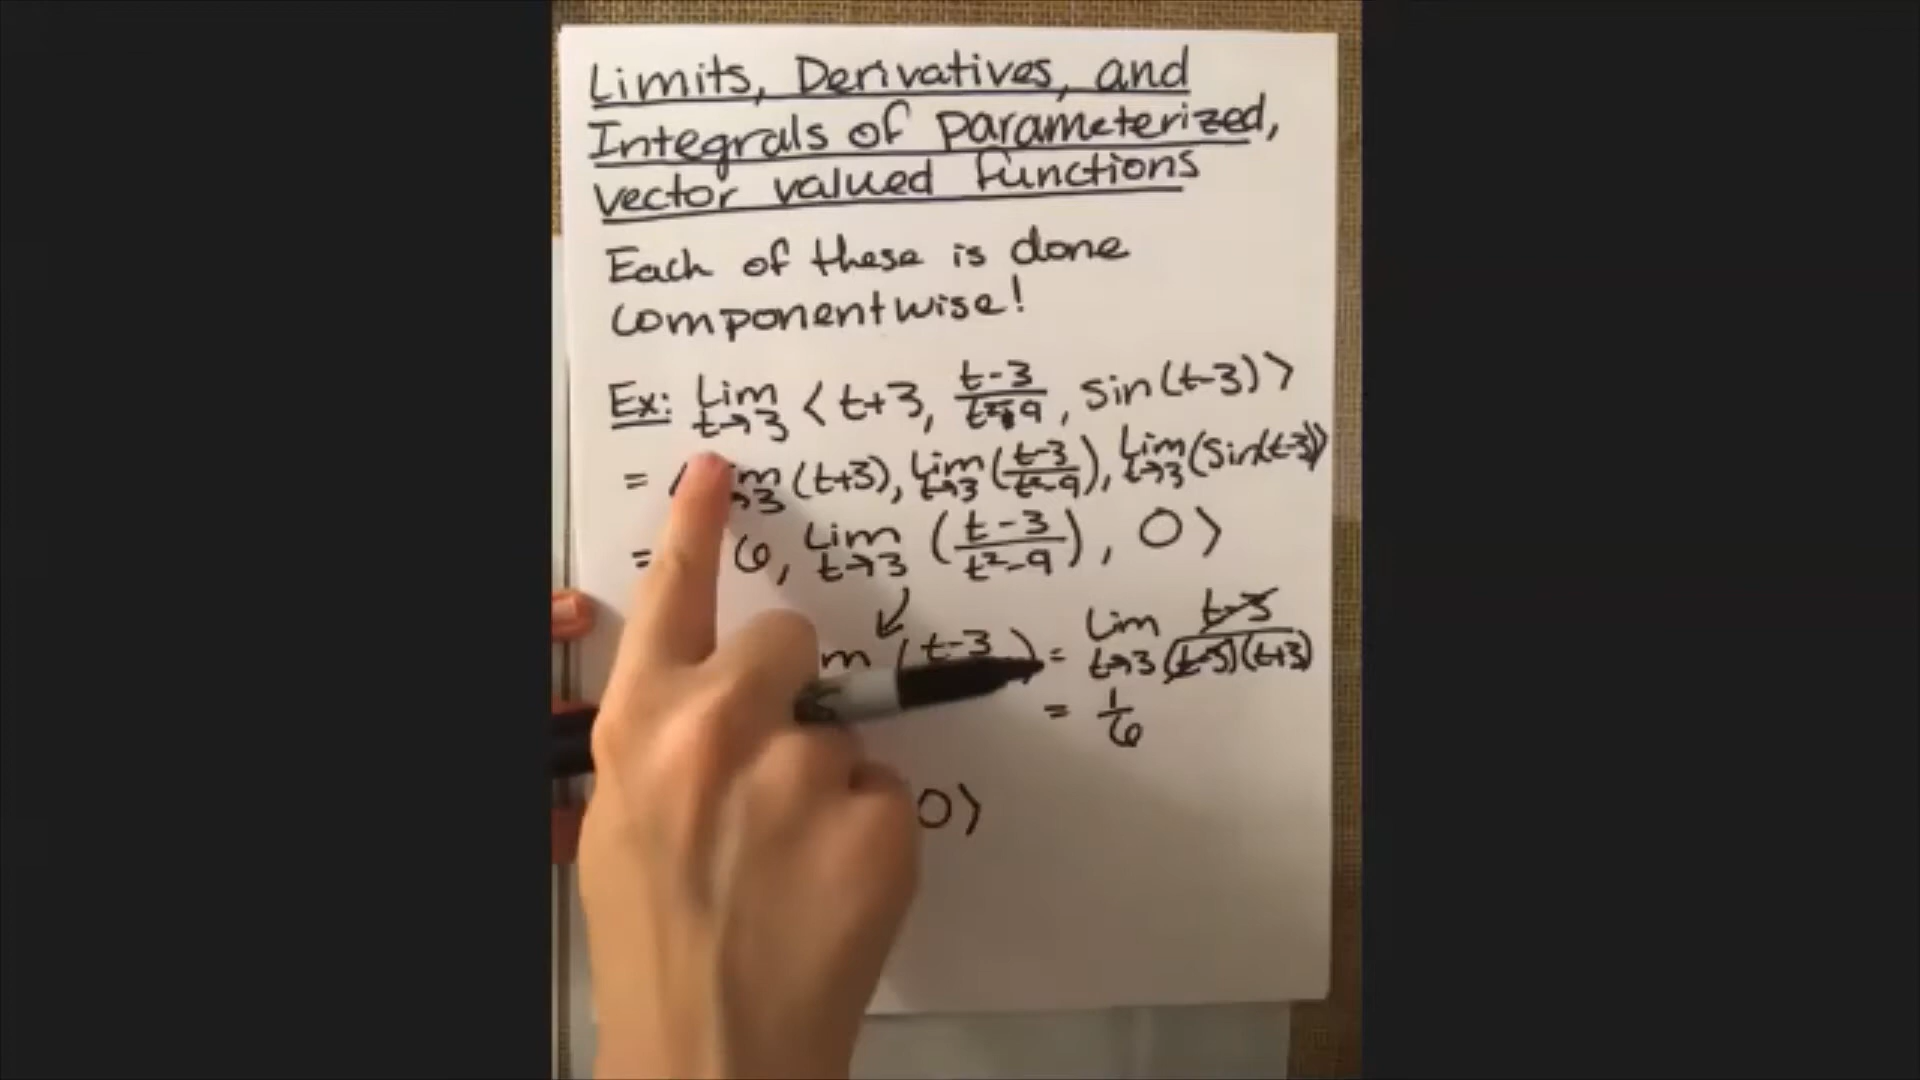 Limits, Derivatives, and
Integrals of parameterized,
vector valued functions
Each of these is done
componentwise!
Ex: Lim t→3 ⟨t+3, (t-3)/(t²-9), sin(t-3)⟩
= (t+3), Lim t→3 ((t-3)/(t²-9)), Lim t→3 (sin(t-3))⟩
= 6, Lim t→3 ((t-3)/(t²-9)), 0⟩
(t-3 ) = Lim t→3 (t-3)/((t-3)(t+3))
= 1/6
0⟩